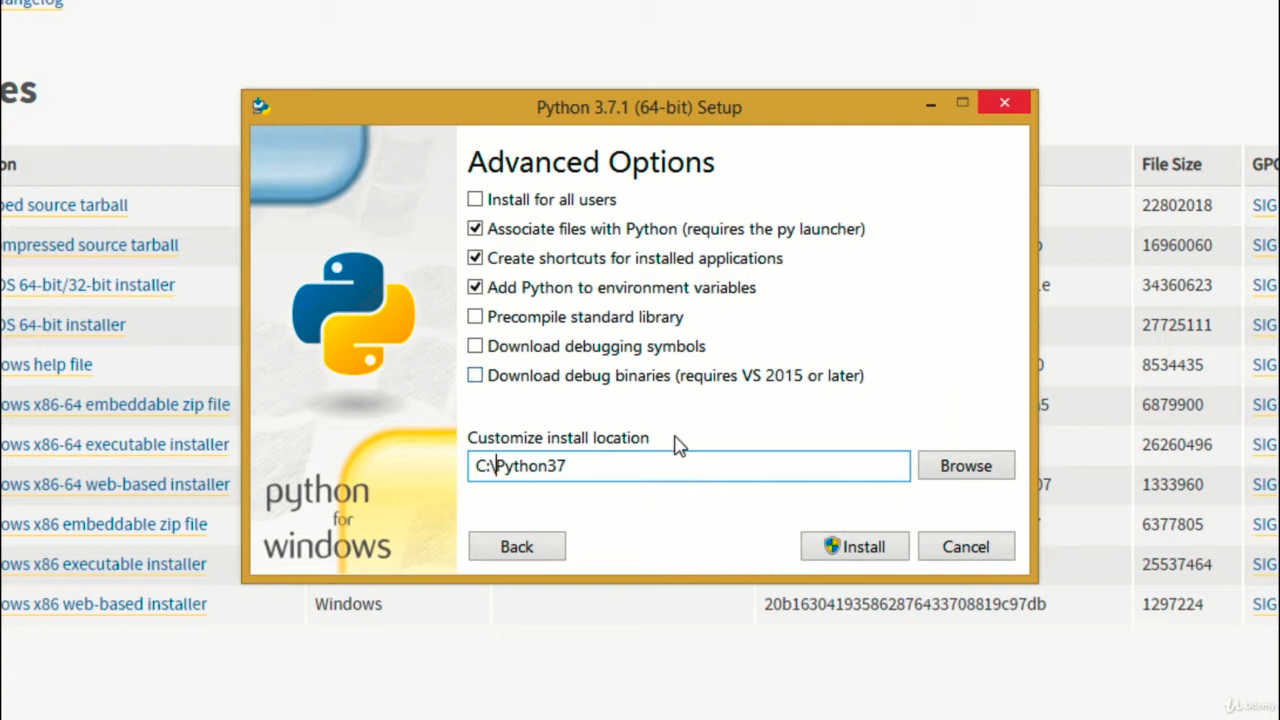 angelog
es
Python 3.7.1 (64-bit) Setup
on
File Size
GPG
Advanced Options
Install for all users
Associate files with Python (requires the py launcher)
Create shortcuts for installed applications
Add Python to environment variables
Precompile standard library
Download debugging symbols
Download debug binaries (requires VS 2015 or later)
Customize install location
C:\Python37
Browse
Back
Install
Cancel
python
for
windows
ped source tarball
22802018
SIG
mpressed source tarball
16960060
SIG
OS 64-bit/32-bit installer
34360623
SIG
OS 64-bit installer
27725111
SIG
ows help file
8534435
SIG
ows x86-64 embeddable zip file
6879900
SIG
ows x86-64 executable installer
26260496
SIG
ows x86-64 web-based installer
07
1333960
SIG
ows x86 embeddable zip file
6377805
SIG
ows x86 executable installer
25537464
SIG
ows x86 web-based installer
Windows
20b163041935862876433708819c97db
1297224
SIG
Udemy